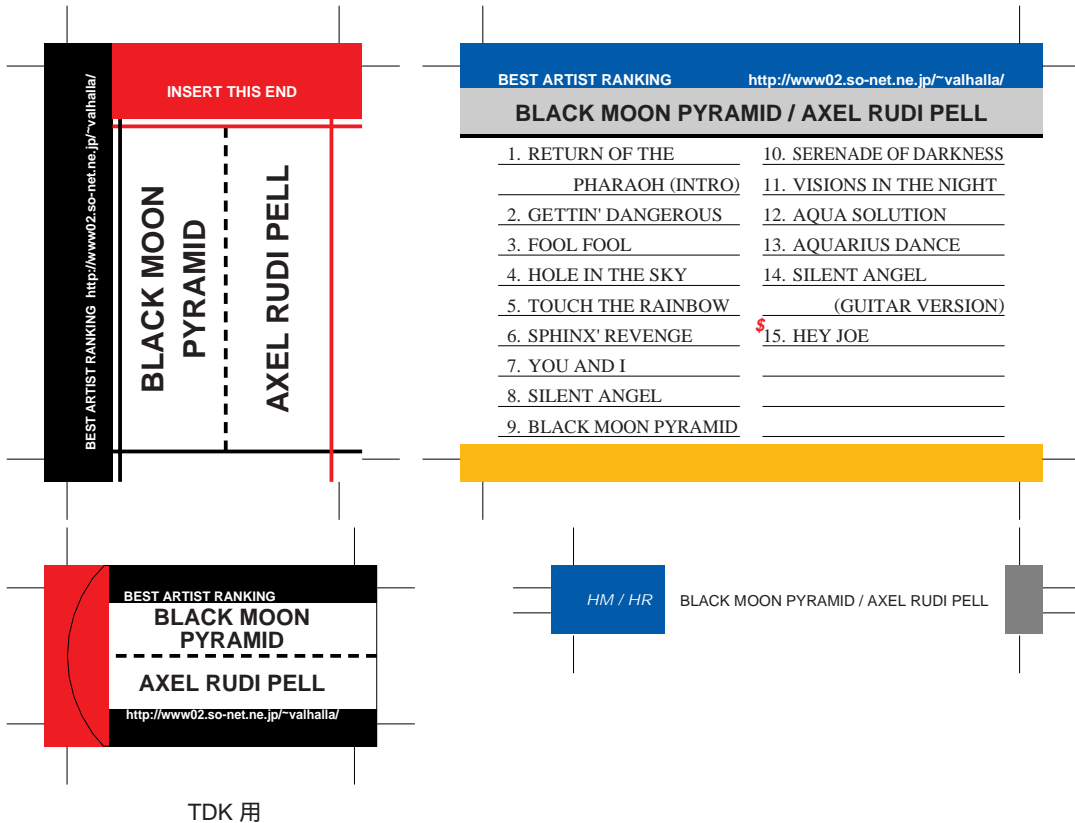 INSERT THIS END
BEST ARTIST RANKING http://www02.so-net.ne.jp/~valhalla/
BLACK MOON
PYRAMID
AXEL RUDI PELL
BEST ARTIST RANKING http://www02.so-net.ne.jp/~valhalla/
BLACK MOON PYRAMID / AXEL RUDI PELL
1. RETURN OF THE
PHARAOH (INTRO)
2. GETTIN' DANGEROUS
3. FOOL FOOL
4. HOLE IN THE SKY
5. TOUCH THE RAINBOW
6. SPHINX' REVENGE
7. YOU AND I
8. SILENT ANGEL
9. BLACK MOON PYRAMID
10. SERENADE OF DARKNESS
11. VISIONS IN THE NIGHT
12. AQUA SOLUTION
13. AQUARIUS DANCE
14. SILENT ANGEL
(GUITAR VERSION)
$ 15. HEY JOE
BEST ARTIST RANKING
BLACK MOON
PYRAMID
AXEL RUDI PELL
http://www02.so-net.ne.jp/~valhalla/
TDK 用
HM / HR BLACK MOON PYRAMID / AXEL RUDI PELL